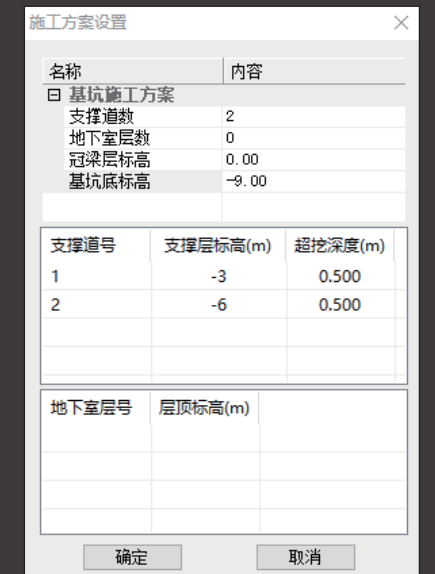 施工方案设置
名称 内容
基坑施工方案
支撑道数 2
地下室层数 0
冠梁层标高 0.00
基坑底标高 -9.00
支撑道号 支撑层标高(m) 超挖深度(m)
1 -3 0.500
2 -6 0.500
地下室层号 层顶标高(m)
确定 取消